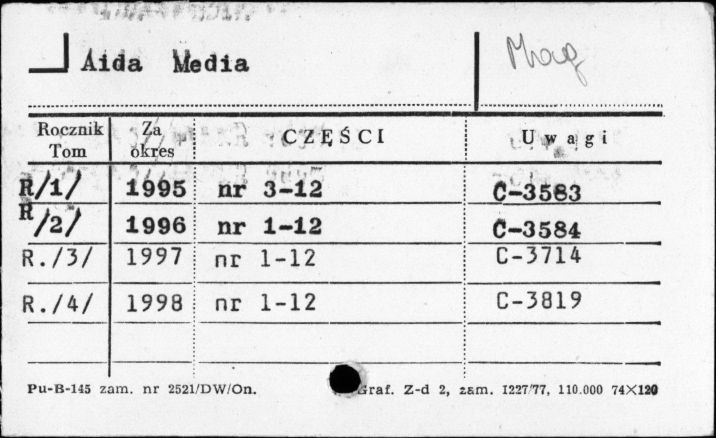 Aida Media
Mag
Rocznik Tom Za okres CZĘŚCI Uwagi
R/1/ 1995 nr 3-12 C-3583
R/2/ 1996 nr 1-12 C-3584
R./3/ 1997 nr 1-12 C-3714
R./4/ 1998 nr 1-12 C-3819
Pu-B-145 zam. nr 2521/DW/On. Graf. Z-d 2, zam. 1227/77, 110.000 74X120